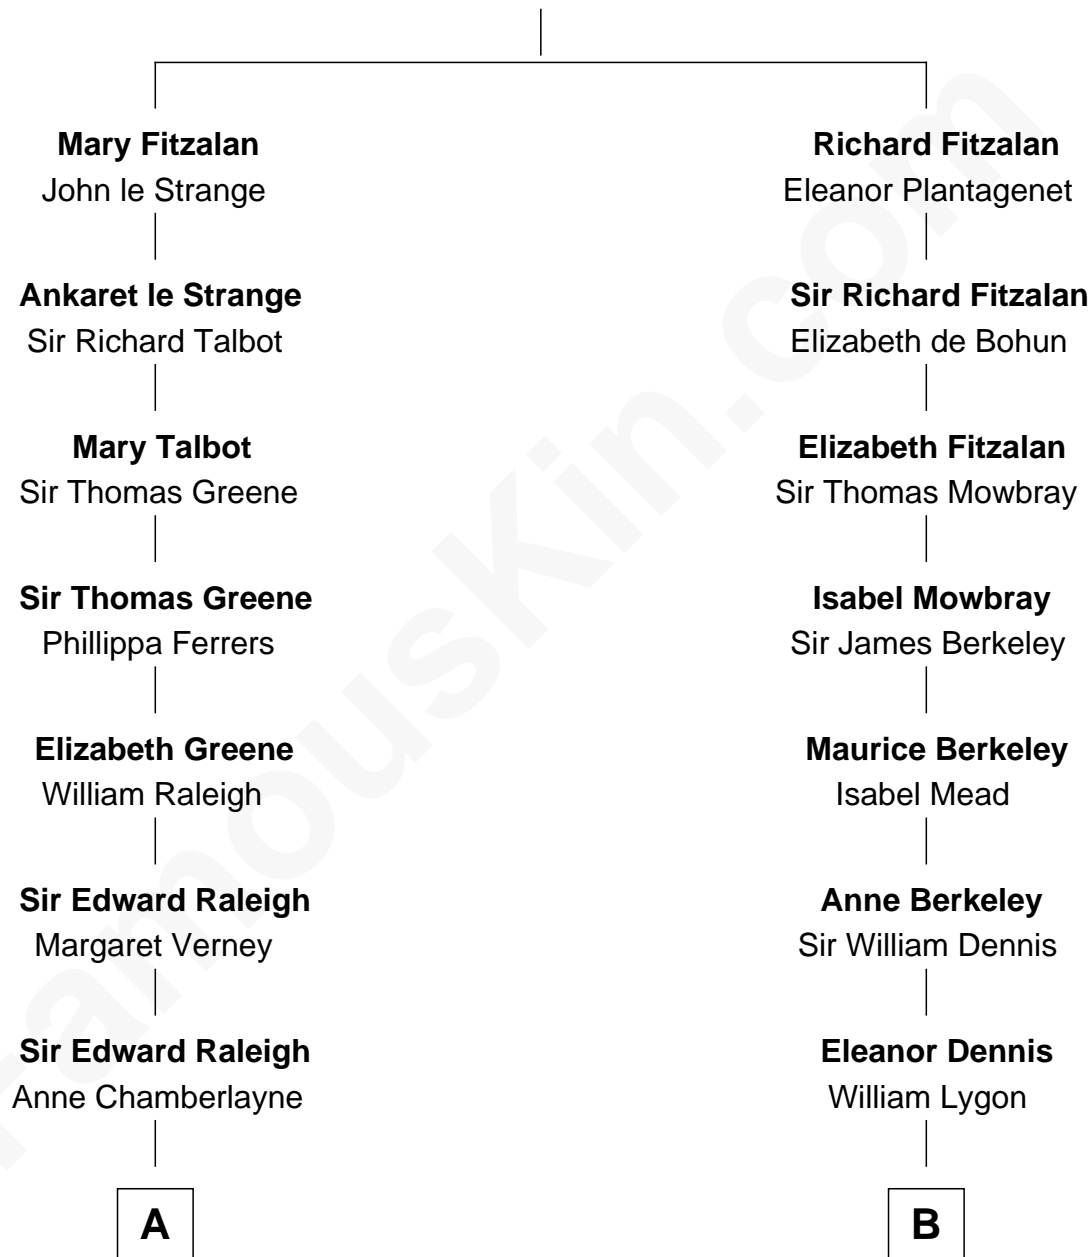 Mary Fitzalan
John le Strange
Richard Fitzalan
Eleanor Plantagenet
Ankaret le Strange
Sir Richard Talbot
Sir Richard Fitzalan
Elizabeth de Bohun
Mary Talbot
Sir Thomas Greene
Elizabeth Fitzalan
Sir Thomas Mowbray
Sir Thomas Greene
Phillippa Ferrers
Isabel Mowbray
Sir James Berkeley
Elizabeth Greene
William Raleigh
Maurice Berkeley
Isabel Mead
Sir Edward Raleigh
Margaret Verney
Anne Berkeley
Sir William Dennis
Sir Edward Raleigh
Anne Chamberlayne
Eleanor Dennis
William Lygon
A
B
FamousKin.com